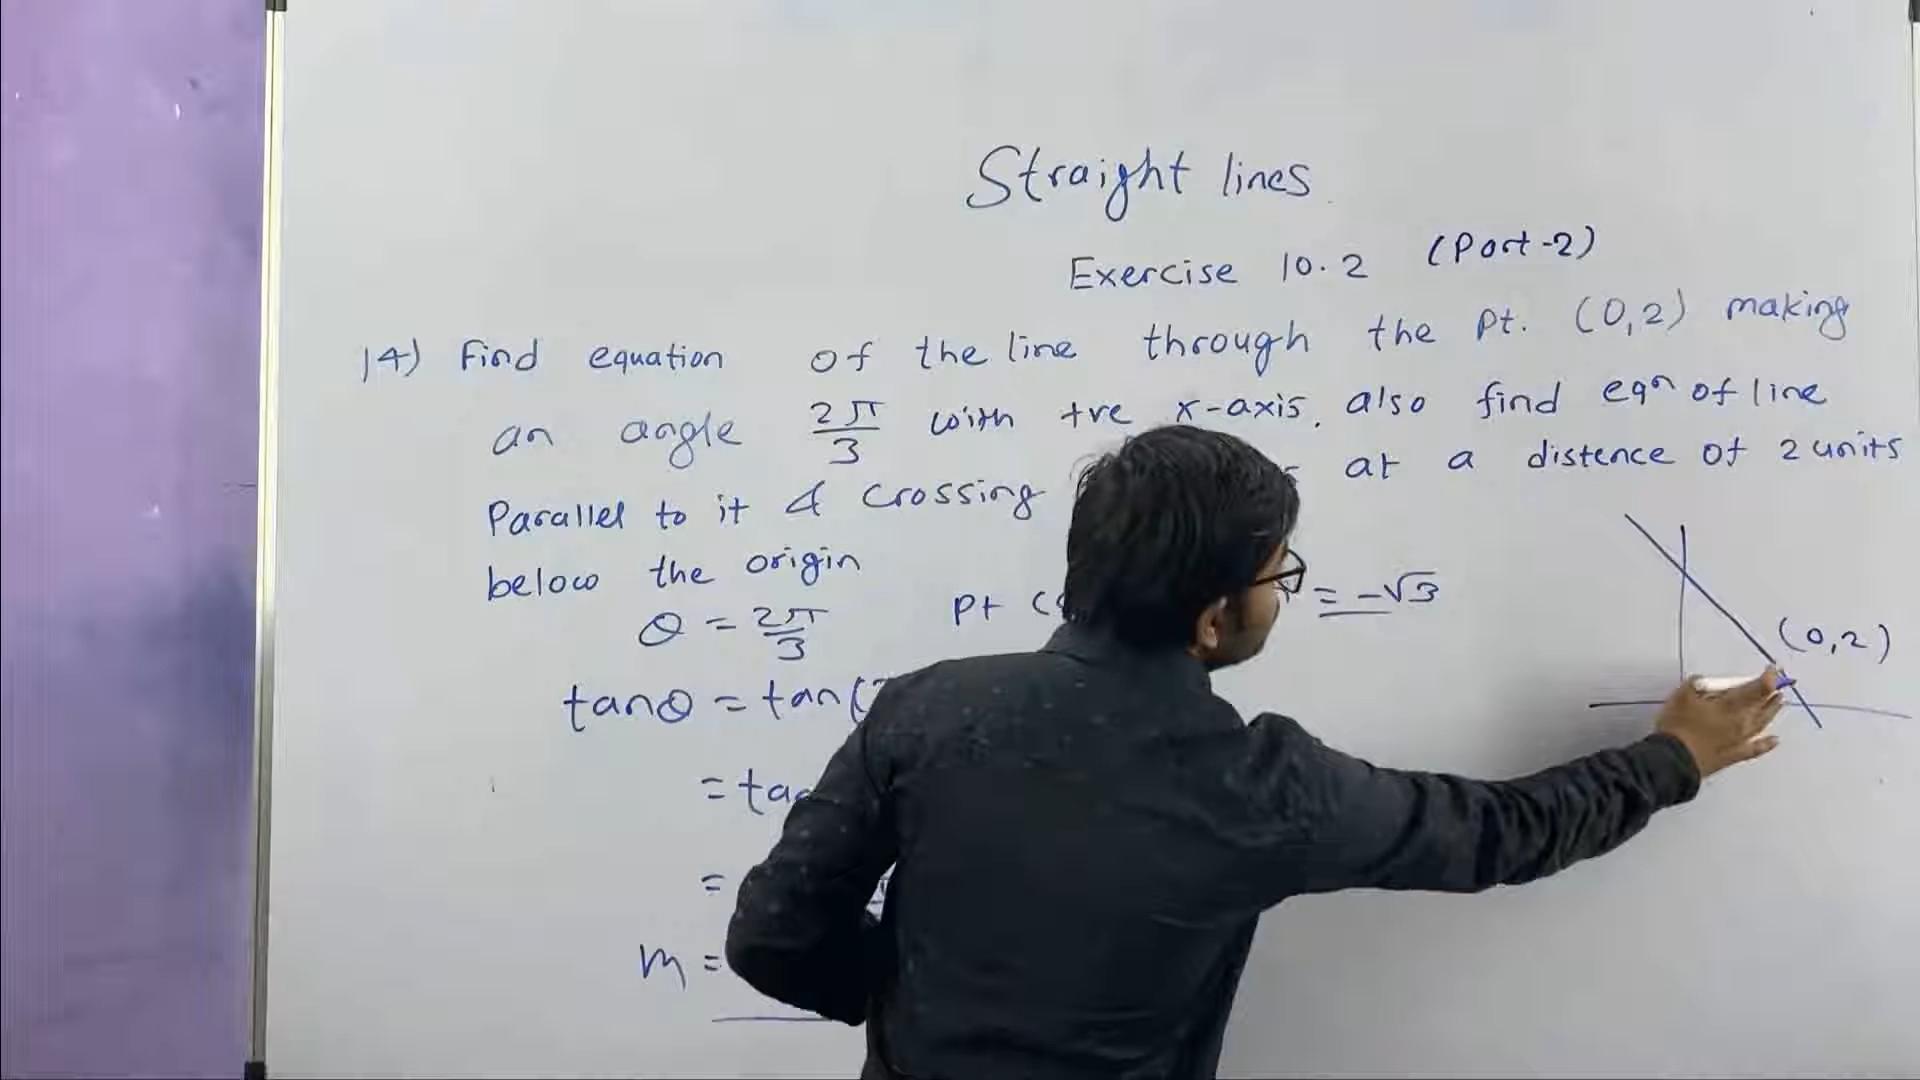 Straight lines
Exercise 10.2 (Part-2)
14) Find equation of the line through the pt. (0,2) making
an angle 2π/3 with +ve x-axis, also find eqn of line
Parallel to it & crossing at a distence of 2 units
below the origin
θ = 2π/3 Pt = -√3
(0,2)
tanθ = tan(
=
=
m =